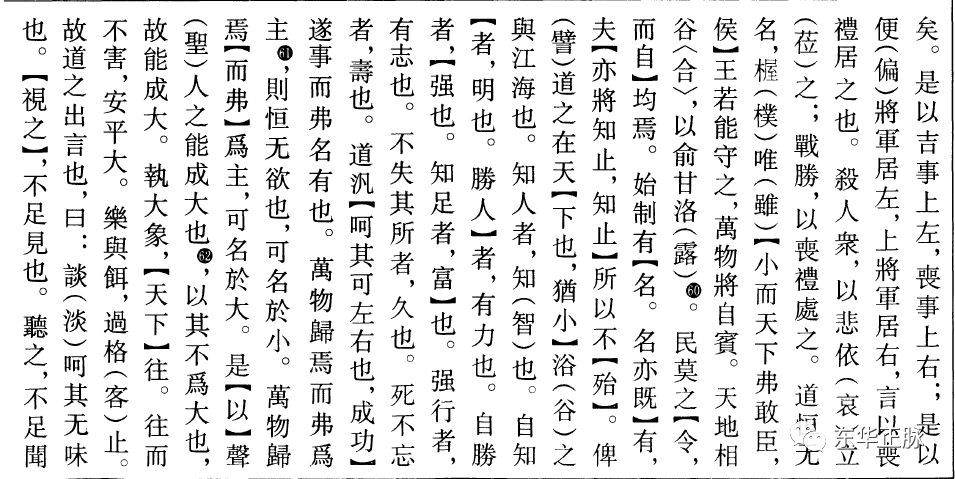 矣。是以吉事上左，喪事上右；是以
便(偏)將軍居左，上將軍居右，言以喪
禮居之也。殺人衆，以悲依(哀)立
(莅)之；戰勝，以喪禮處之。道恒无
名，楃(樸)唯(雖)【小而天下弗敢臣，
侯】王若能守之，萬物將自賓。天地相
谷〈合〉，以俞甘洛(露)60。民莫之【令，
而自】均焉。始制有【名。名亦既】有，
夫【亦將知止，知止】所以不【殆】。俾
(譬)道之在天【下也，猶小】浴(谷)之
與江海也。知人者，知(智)也。自知
【者，明也。勝人】者，有力也。自勝
者，【强也。知足者，富】也。强行者，
有志也。不失其所者，久也。死不忘
者，壽也。道汎【呵其可左右也，成功】
遂事而弗名有也。萬物歸焉而弗爲
主61，則恒无欲也，可名於小。萬物歸
焉【而弗】爲主，可名於大。是【以】聲
(聖)人之能成大也62，以其不爲大也，
故能成大。執大象，【天下】往。往而
不害，安平大。樂與餌，過格(客)止。
故道之出言也，曰：談(淡)呵其无味
也。【視之】，不足見也。聽之，不足聞
东华正脉